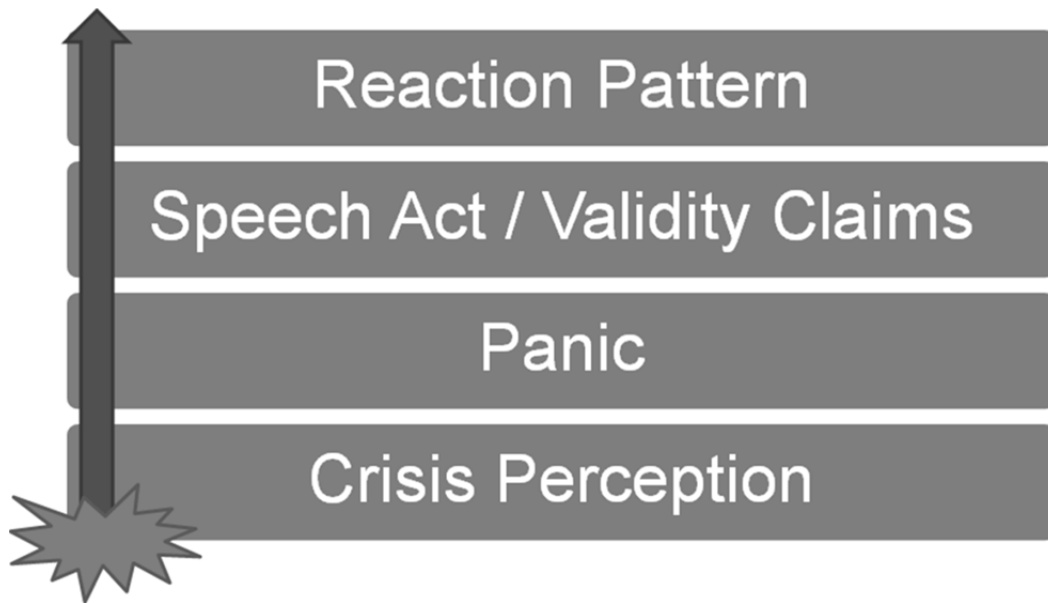 Reaction Pattern
Speech Act / Validity Claims
Panic
Crisis Perception